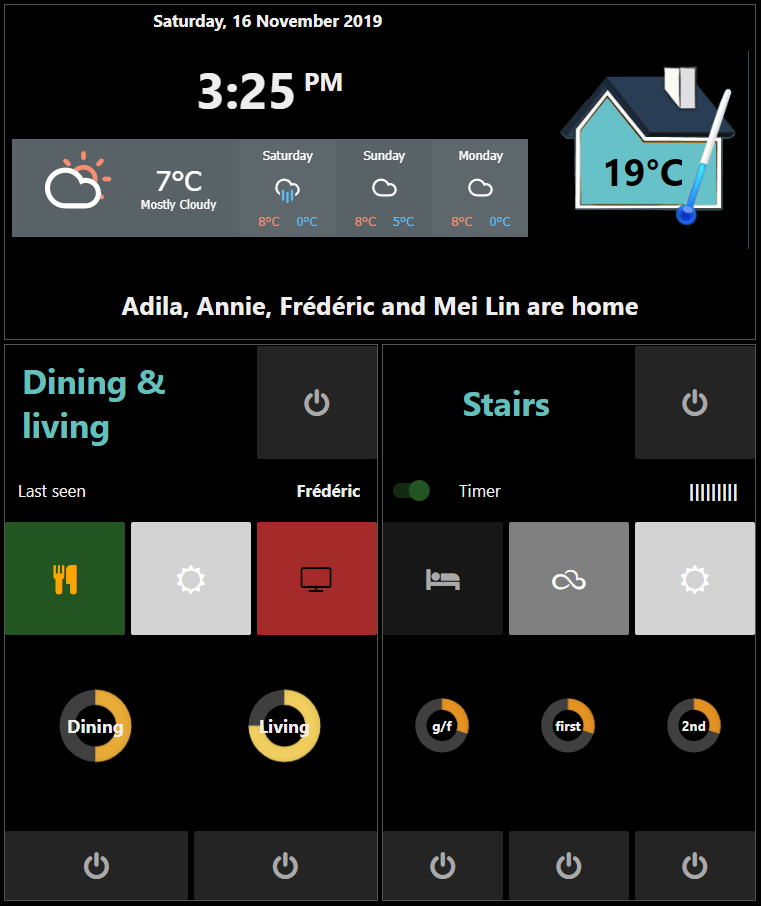 Saturday, 16 November 2019
3:25 PM
19°C
7°C
Mostly Cloudy
Saturday
8°C 0°C
Sunday
8°C 5°C
Monday
8°C 0°C
Adila, Annie, Frédéric and Mei Lin are home
Dining &
living
Last seen Frédéric
Dining
Living
Stairs
Timer |||||||||
g/f
first
2nd